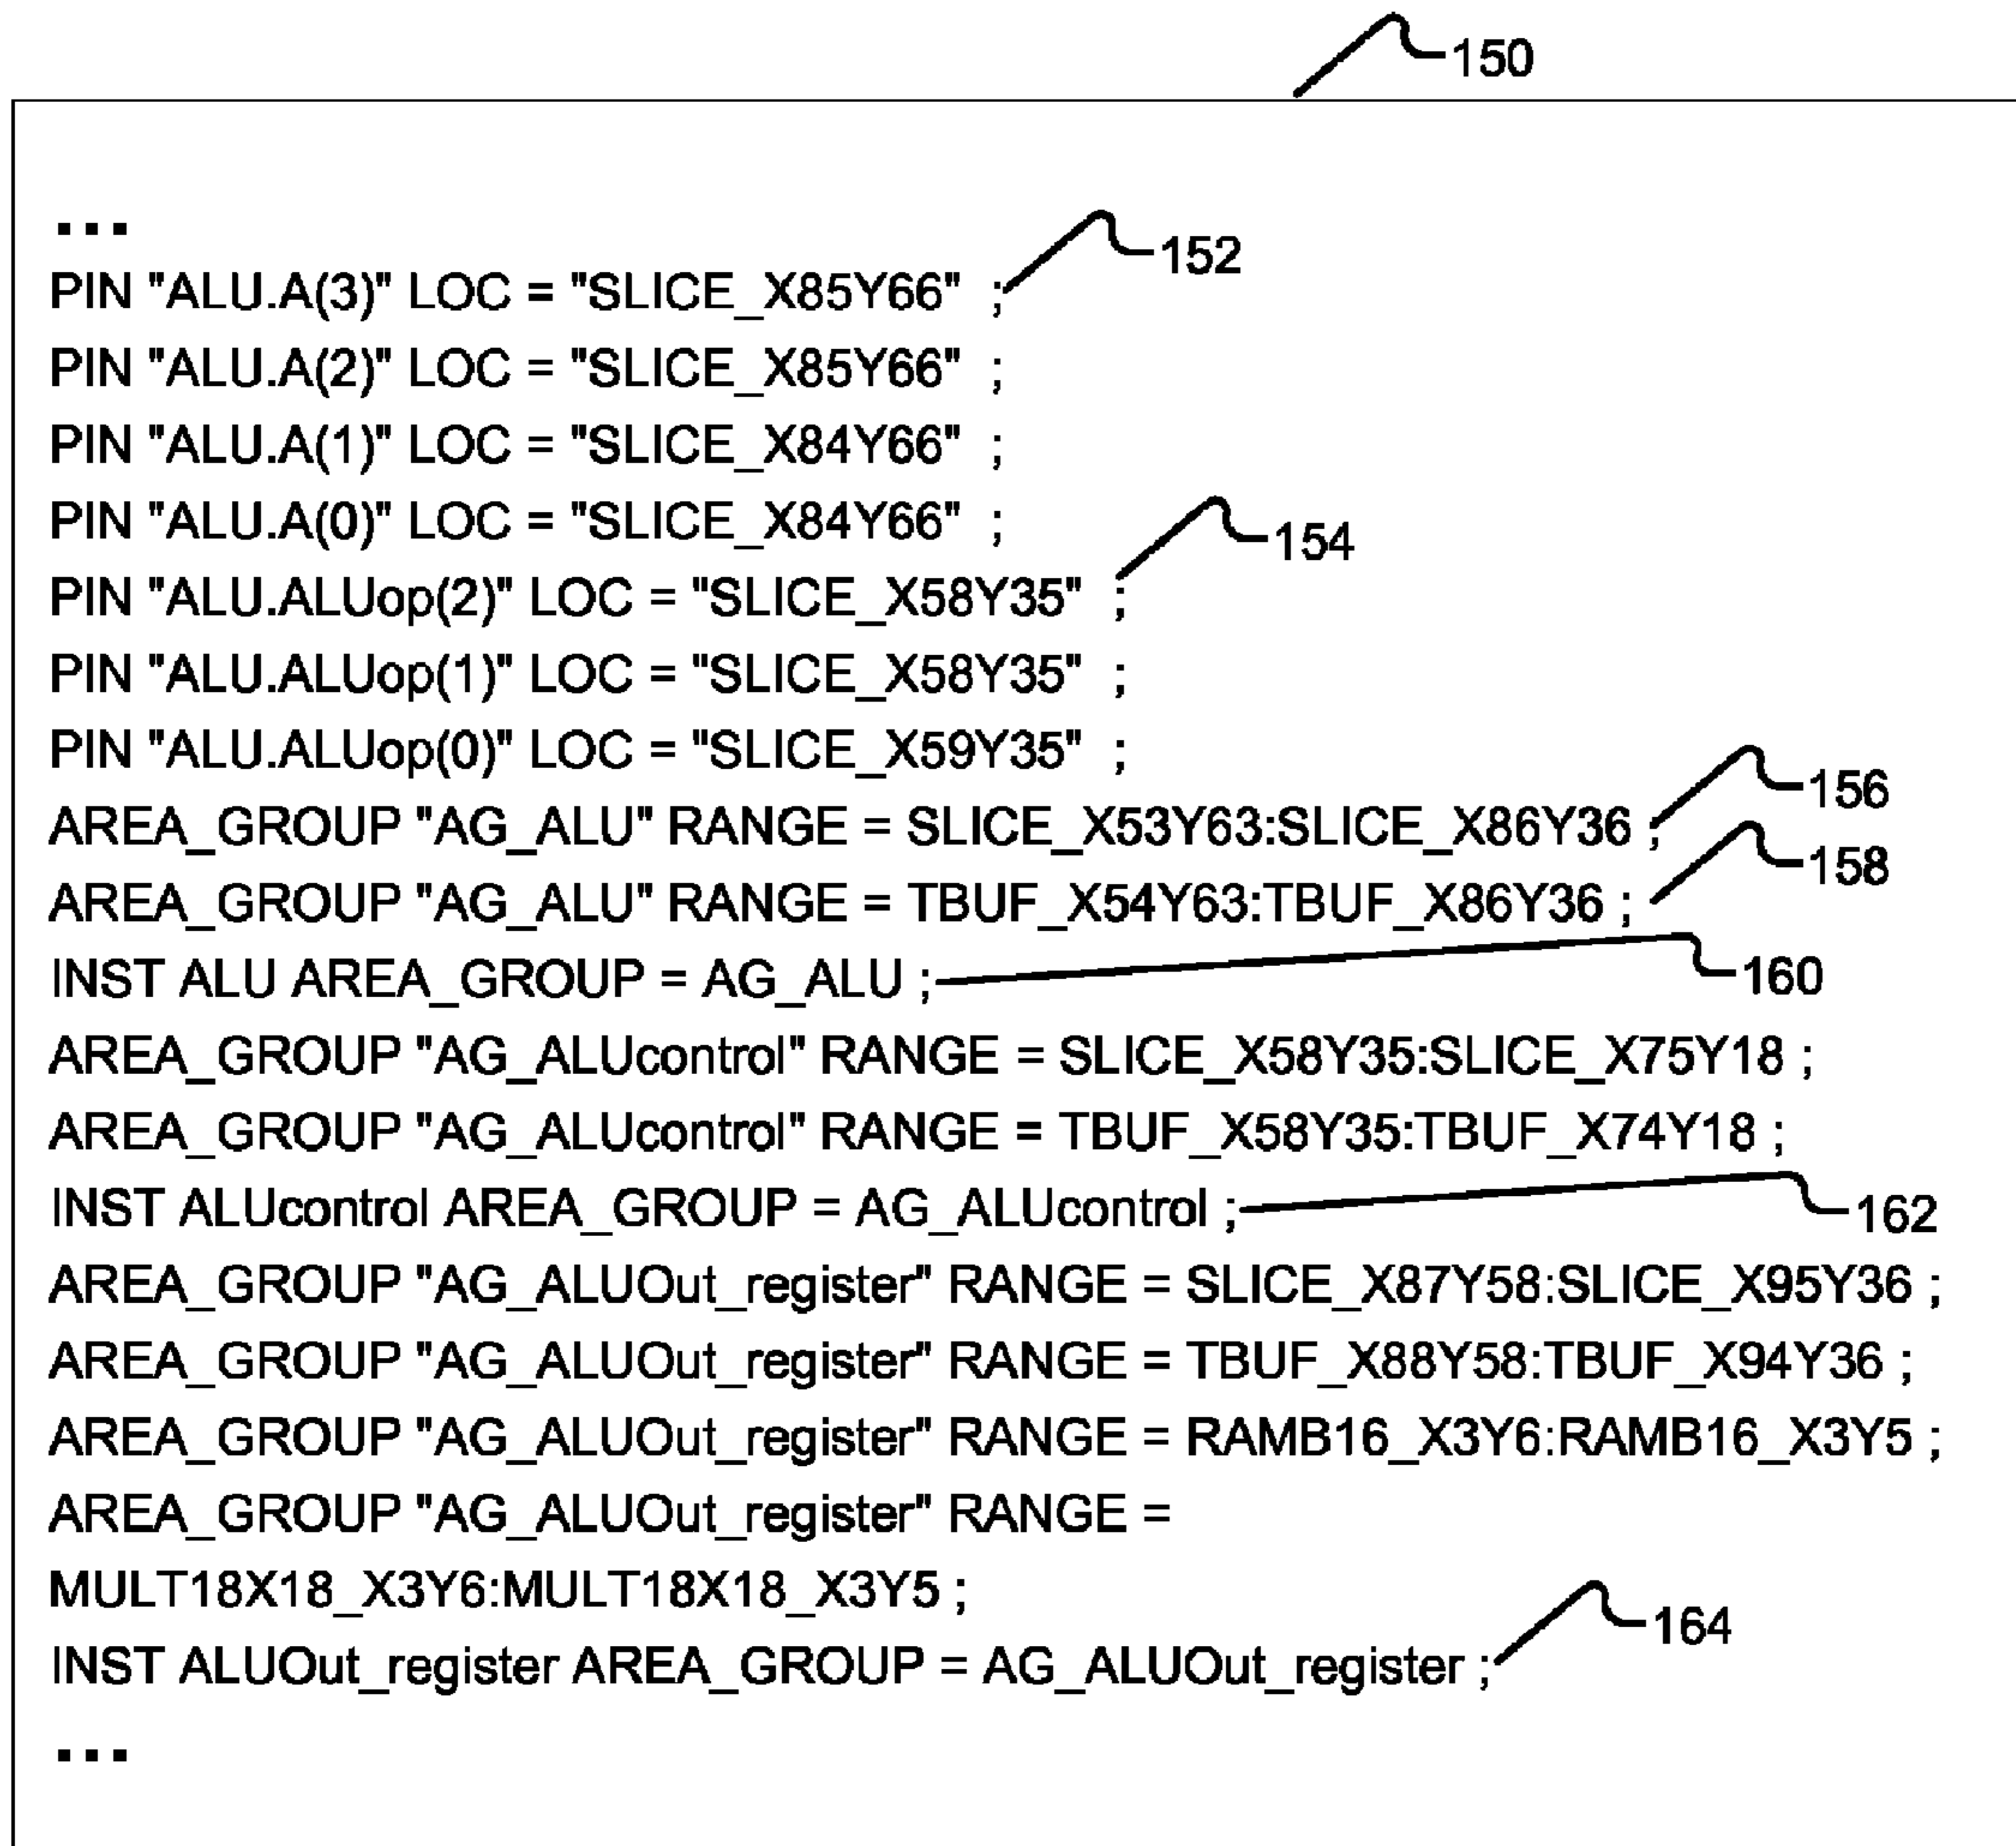 150
...
PIN "ALU.A(3)" LOC = "SLICE_X85Y66" ; 152
PIN "ALU.A(2)" LOC = "SLICE_X85Y66" ;
PIN "ALU.A(1)" LOC = "SLICE_X84Y66" ;
PIN "ALU.A(0)" LOC = "SLICE_X84Y66" ;
PIN "ALU.ALUop(2)" LOC = "SLICE_X58Y35" ; 154
PIN "ALU.ALUop(1)" LOC = "SLICE_X58Y35" ;
PIN "ALU.ALUop(0)" LOC = "SLICE_X59Y35" ;
AREA_GROUP "AG_ALU" RANGE = SLICE_X53Y63:SLICE_X86Y36 ; 156
AREA_GROUP "AG_ALU" RANGE = TBUF_X54Y63:TBUF_X86Y36 ; 158
INST ALU AREA_GROUP = AG_ALU ; 160
AREA_GROUP "AG_ALUcontrol" RANGE = SLICE_X58Y35:SLICE_X75Y18 ;
AREA_GROUP "AG_ALUcontrol" RANGE = TBUF_X58Y35:TBUF_X74Y18 ;
INST ALUcontrol AREA_GROUP = AG_ALUcontrol ; 162
AREA_GROUP "AG_ALUOut_register" RANGE = SLICE_X87Y58:SLICE_X95Y36 ;
AREA_GROUP "AG_ALUOut_register" RANGE = TBUF_X88Y58:TBUF_X94Y36 ;
AREA_GROUP "AG_ALUOut_register" RANGE = RAMB16_X3Y6:RAMB16_X3Y5 ;
AREA_GROUP "AG_ALUOut_register" RANGE =
MULT18X18_X3Y6:MULT18X18_X3Y5 ;
INST ALUOut_register AREA_GROUP = AG_ALUOut_register ; 164
...